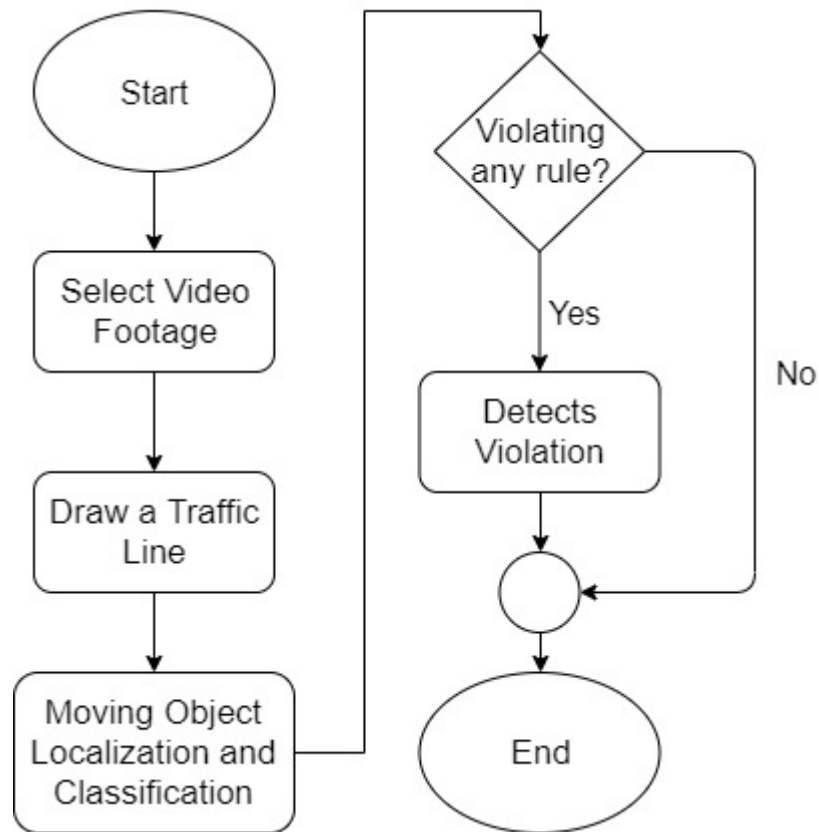 Start
Select Video
Footage
Draw a Traffic
Line
Moving Object
Localization and
Classification
Violating
any rule?
Yes
No
Detects
Violation
End